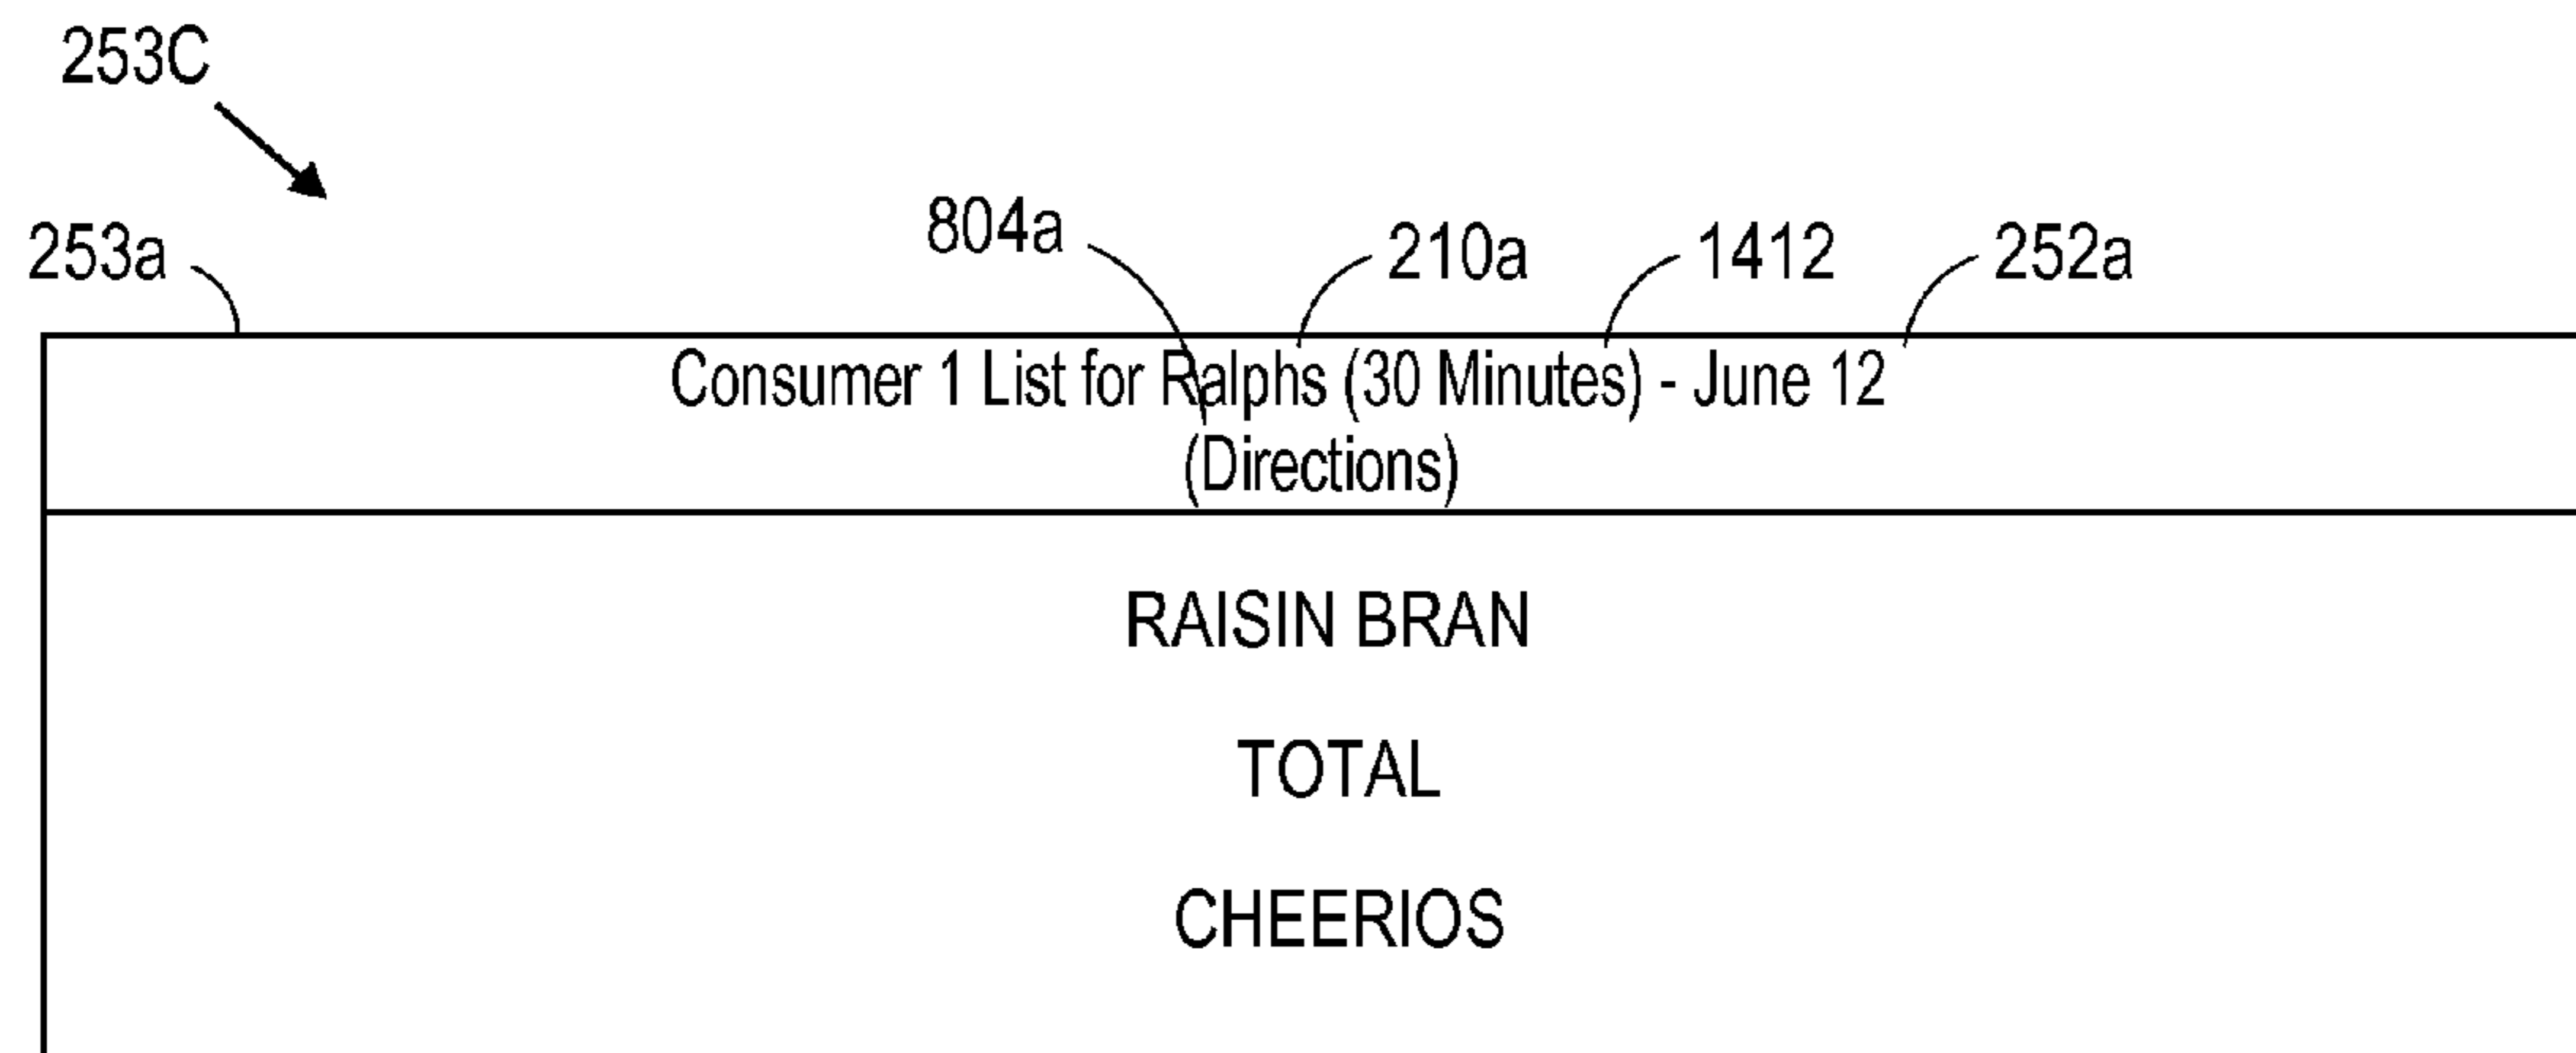 253C
253a 804a 210a 1412 252a
Consumer 1 List for Ralphs (30 Minutes) - June 12
(Directions)
RAISIN BRAN
TOTAL
CHEERIOS